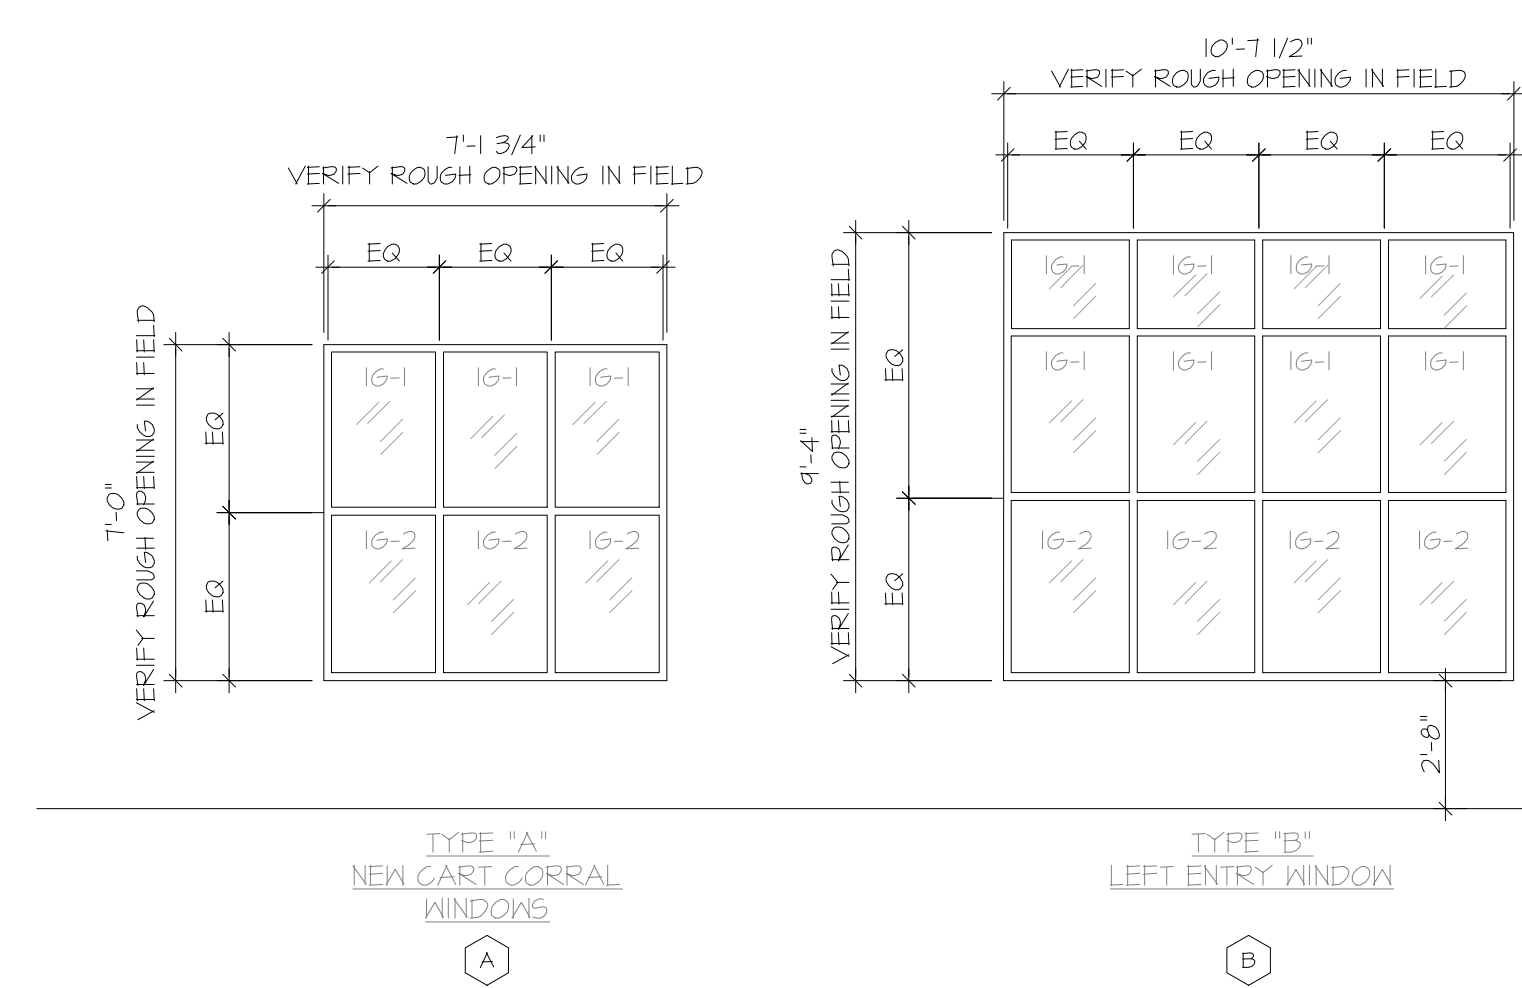 7'-1 3/4"
VERIFY ROUGH OPENING IN FIELD
EQ EQ EQ
7'-0"
VERIFY ROUGH OPENING IN FIELD
EQ
EQ
IG-1 IG-1 IG-1
IG-2 IG-2 IG-2
TYPE "A"
NEW CART CORRAL
WINDOWS
A
10'-7 1/2"
VERIFY ROUGH OPENING IN FIELD
EQ EQ EQ EQ
9'-4"
VERIFY ROUGH OPENING IN FIELD
EQ
EQ
IG-1 IG-1 IG-1 IG-1
IG-1 IG-1 IG-1 IG-1
IG-2 IG-2 IG-2 IG-2
2'-8"
TYPE "B"
LEFT ENTRY WINDOW
B